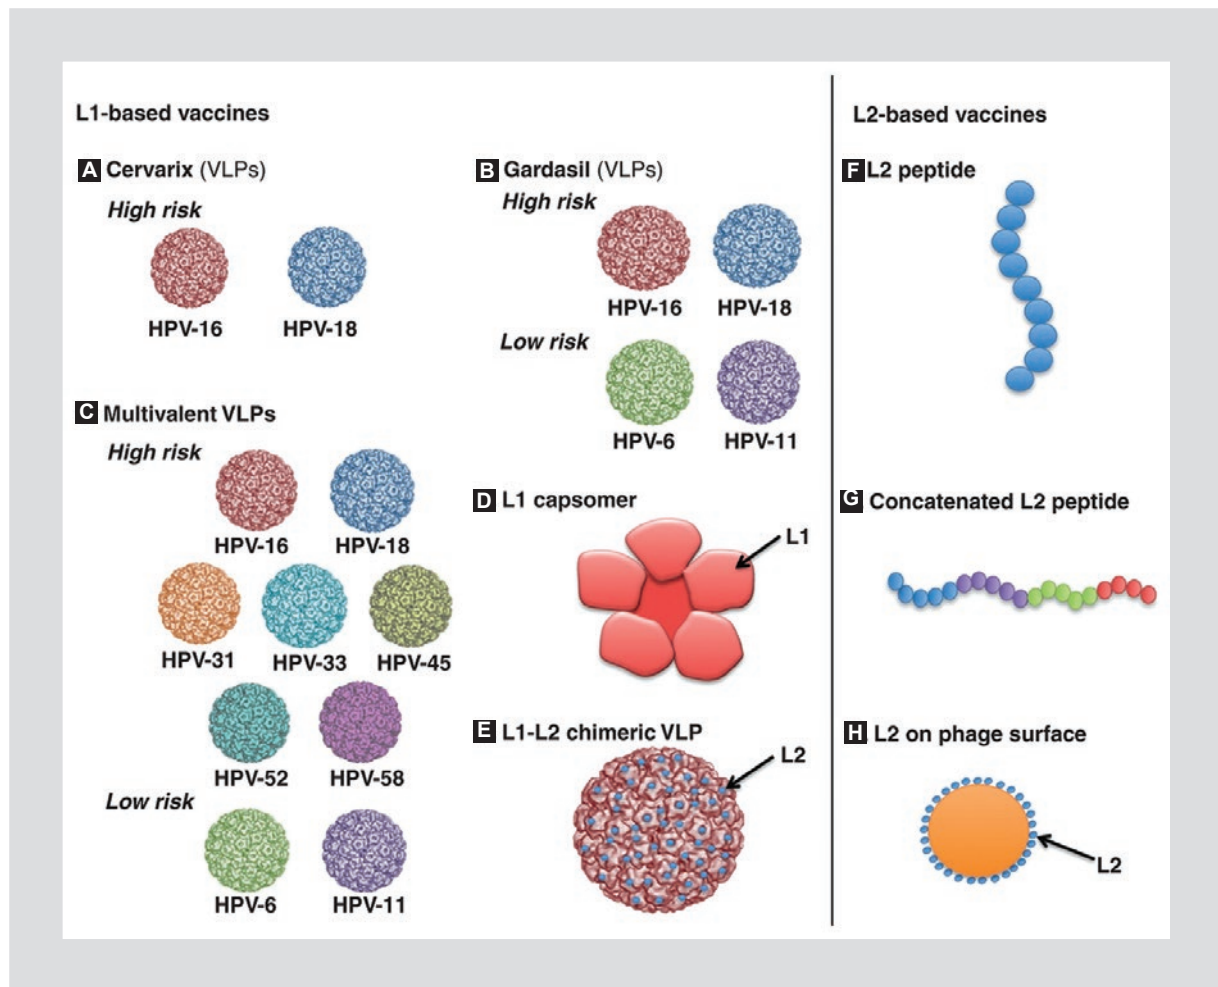 L1-based vaccines
A Cervarix (VLPs)
High risk
HPV-16 HPV-18
B Gardasil (VLPs)
High risk
HPV-16 HPV-18
Low risk
HPV-6 HPV-11
C Multivalent VLPs
High risk
HPV-16 HPV-18
HPV-31 HPV-33 HPV-45
HPV-52 HPV-58
Low risk
HPV-6 HPV-11
D L1 capsomer
L1
E L1-L2 chimeric VLP
L2
L2-based vaccines
F L2 peptide
G Concatenated L2 peptide
H L2 on phage surface
L2